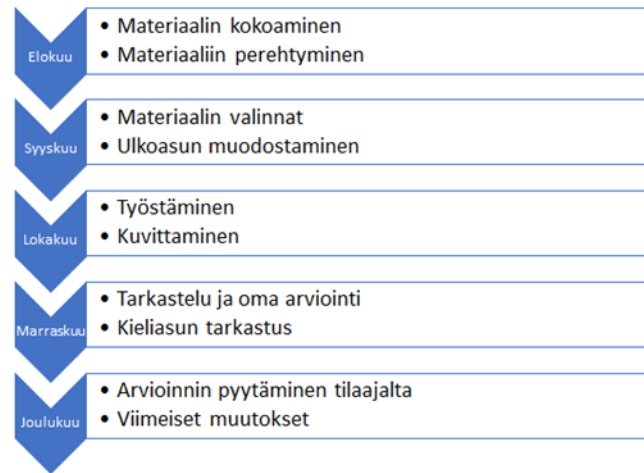 Elokuu
• Materiaalin kokoaminen
• Materiaaliin perehtyminen
Syyskuu
• Materiaalin valinnat
• Ulkoasun muodostaminen
Lokakuu
• Työstäminen
• Kuvittaminen
Marraskuu
• Tarkastelu ja oma arviointi
• Kieliasun tarkastus
Joulukuu
• Arvioinnin pyytäminen tilaajalta
• Viimeiset muutokset